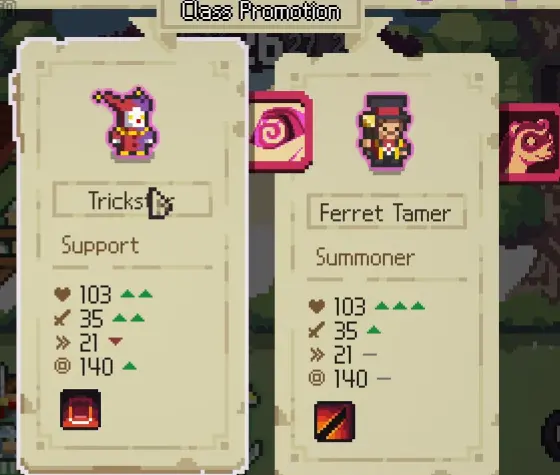 Class Promotion
Support
103
35
21
140
Ferret Tamer
Summoner
103
35
21 –
140 –